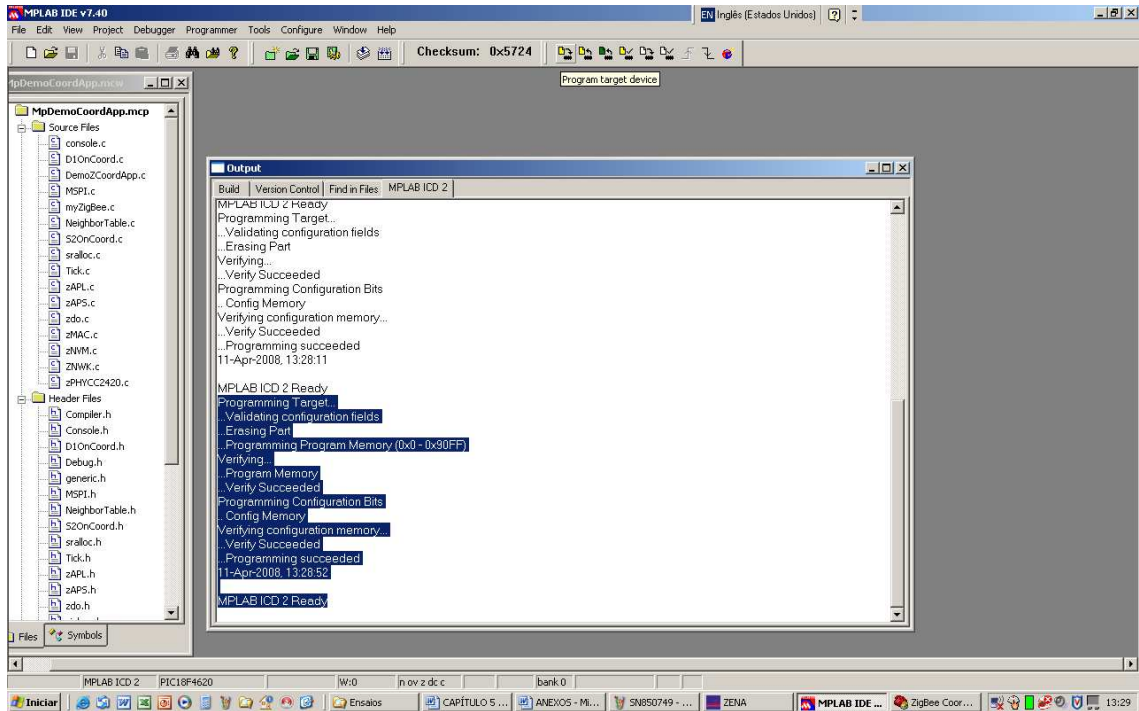 MPLAB IDE v7.40
EN Inglês (Estados Unidos)
File Edit View Project Debugger Programmer Tools Configure Window Help
Checksum: 0x5724
Program target device
MpDemoCoordApp.mcw
MpDemoCoordApp.mcp
Source Files
console.c
D1OnCoord.c
DemoZCoordApp.c
MSPI.c
myZigBee.c
NeighborTable.c
S2OnCoord.c
sralloc.c
Tick.c
zAPL.c
zAPS.c
zdo.c
zMAC.c
zNVM.c
ZNWK.c
zPHYCC2420.c
Header Files
Compiler.h
Console.h
D1OnCoord.h
Debug.h
generic.h
MSPI.h
NeighborTable.h
S2OnCoord.h
sralloc.h
Tick.h
zAPL.h
zAPS.h
zdo.h
Files Symbols
Output
Build Version Control Find in Files MPLAB ICD 2
MPLAB ICD 2 Ready
Programming Target...
...Validating configuration fields
...Erasing Part
Verifying...
...Verify Succeeded
Programming Configuration Bits
.. Config Memory
Verifying configuration memory...
...Verify Succeeded
...Programming succeeded
11-Apr-2008, 13:28:11
MPLAB ICD 2 Ready
Programming Target...
...Validating configuration fields
...Erasing Part
...Programming Program Memory (0x0 - 0x90FF)
Verifying...
...Program Memory
...Verify Succeeded
Programming Configuration Bits
.. Config Memory
Verifying configuration memory...
...Verify Succeeded
...Programming succeeded
11-Apr-2008, 13:28:52
MPLAB ICD 2 Ready
MPLAB ICD 2 PIC18F4620 W:0 n ov z dc c bank 0
Iniciar Ensaios CAPÍTULO 5 ... ANEXOS - Mi... SN850749 - ... ZENA MPLAB IDE ... ZigBee Coor... 13:29